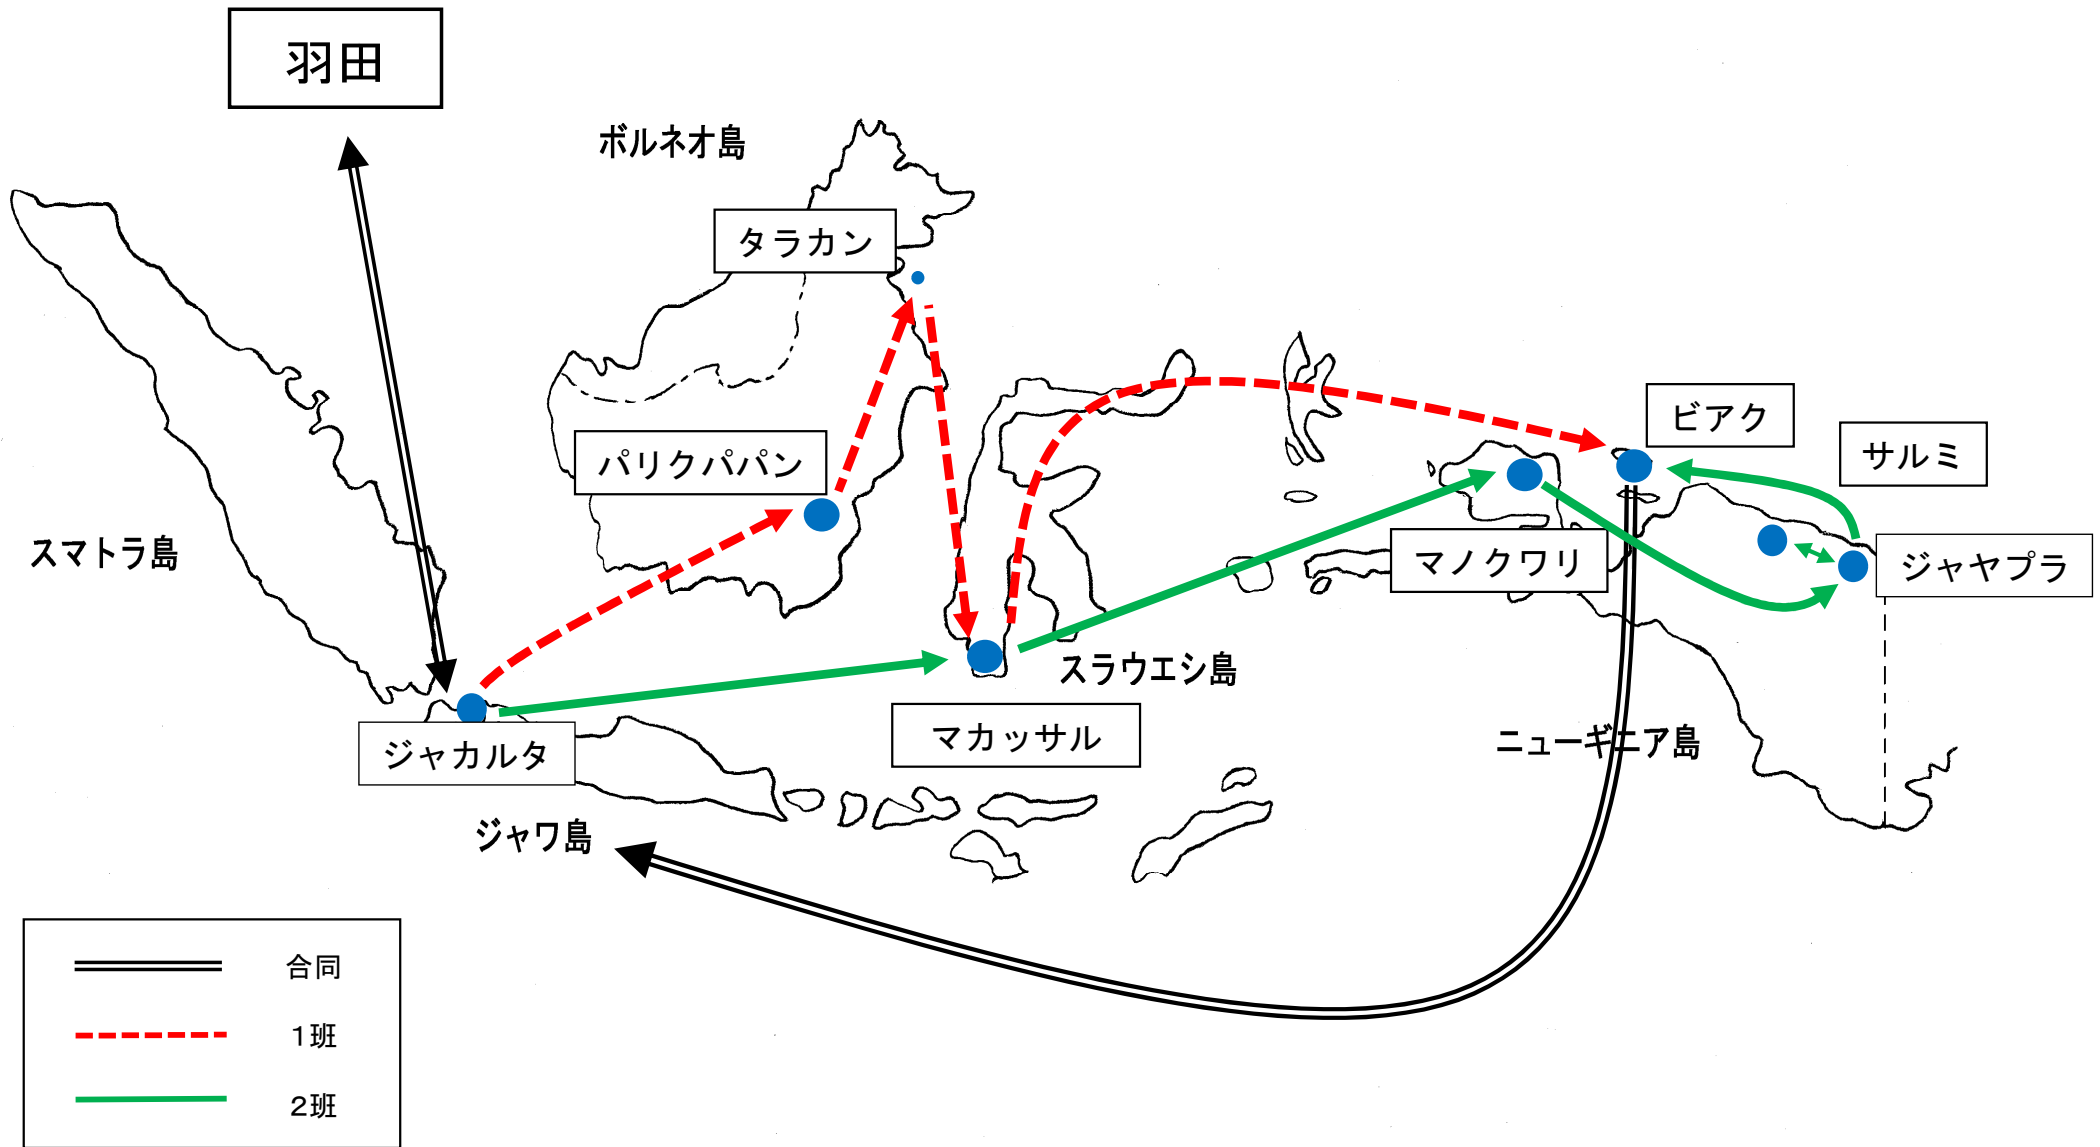 羽田
ボルネオ島
タラカン
ビアク
サルミ
パリクパパン
スマトラ島
マノクワリ
ジャヤプラ
スラウエシ島
マカッサル
ニューギニア島
ジャカルタ
ジャワ島
合同
1班
2班